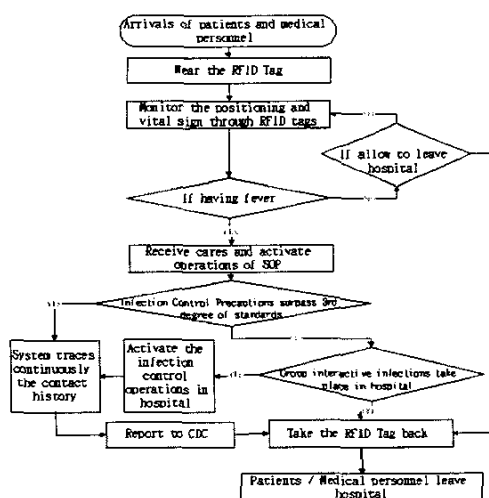 Arrivals of patients and medical
personnel
Wear the RFID Tag
Monitor the positioning and
vital sign through RFID tags
If allow to leave
hospital
If having fever
Receive cares and activate
operations of SOP
Infection Control Precautions surpass 3rd
degree of standards
System traces
continuously
the contact
history
Activate the
infection
control
operations in
hospital
Group interactive infections take
place in hospital
Report to CDC
Take the RFID Tag back
Patients / Medical personnel leave
hospital